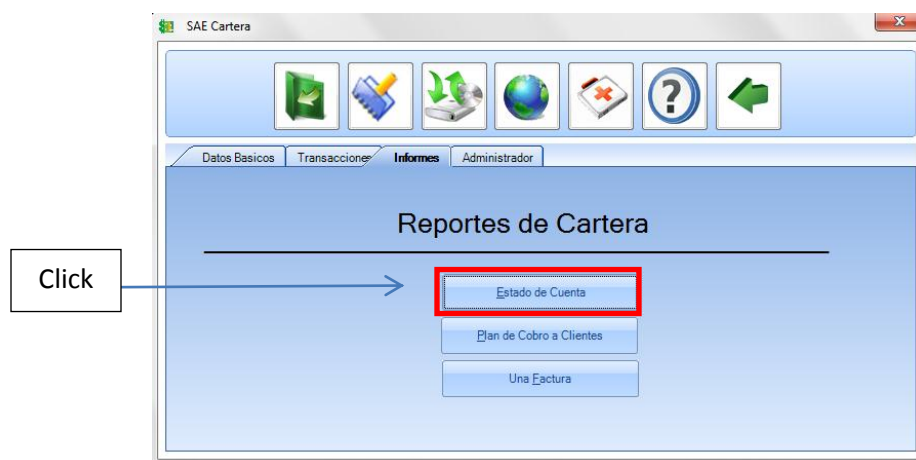 SAE Cartera
Datos Basicos Transacciones Informes Administrador
Reportes de Cartera
Click
Estado de Cuenta
Plan de Cobro a Clientes
Una Factura